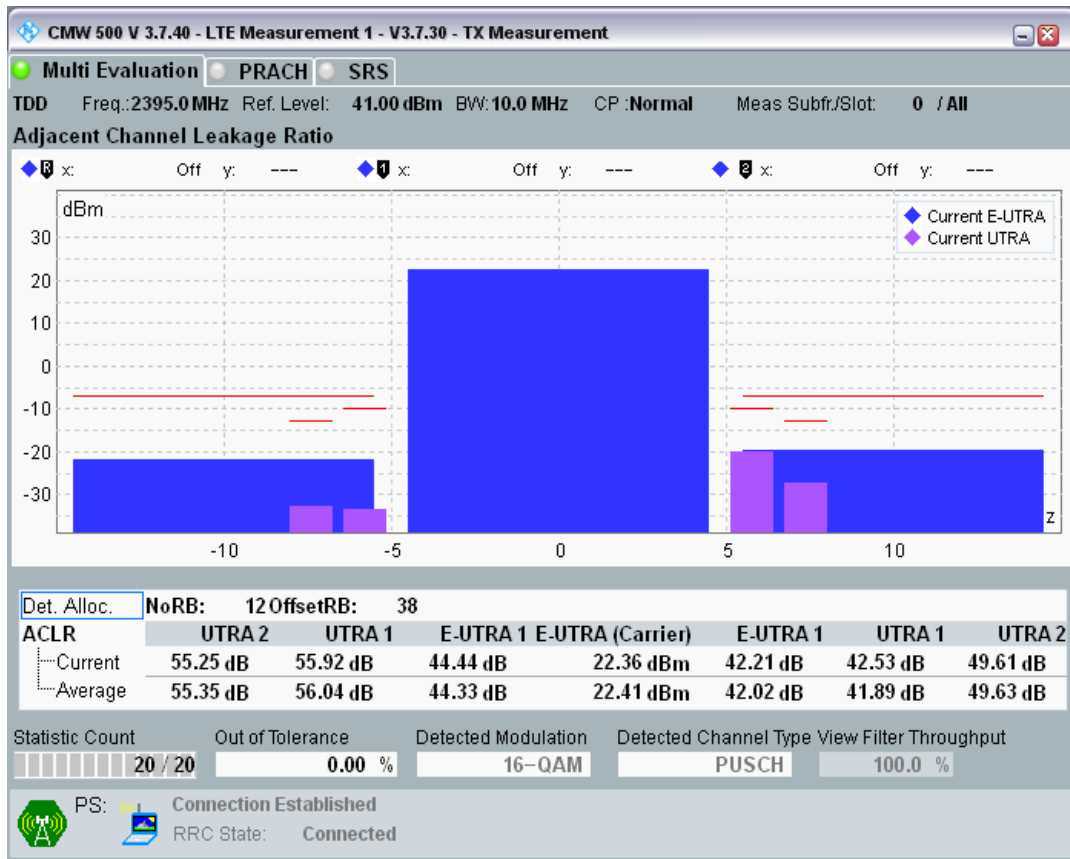 CMW 500 V 3.7.40 - LTE Measurement 1 - V3.7.30 - TX Measurement
Multi Evaluation PRACH SRS
TDD Freq.:2395.0 MHz Ref. Level: 41.00 dBm BW:10.0 MHz CP :Normal Meas Subfr./Slot: 0 / All
Adjacent Channel Leakage Ratio
R x: Off y: --- 1 x: Off y: --- 2 x: Off y: ---
dBm
Current E-UTRA
Current UTRA
30
20
10
0
-10
-20
-30
z
-10 -5 0 5 10
Det. Alloc. NoRB: 12 OffsetRB: 38
ACLR UTRA 2 UTRA 1 E-UTRA 1 E-UTRA (Carrier) E-UTRA 1 UTRA 1 UTRA 2
Current 55.25 dB 55.92 dB 44.44 dB 22.36 dBm 42.21 dB 42.53 dB 49.61 dB
Average 55.35 dB 56.04 dB 44.33 dB 22.41 dBm 42.02 dB 41.89 dB 49.63 dB
Statistic Count Out of Tolerance Detected Modulation Detected Channel Type View Filter Throughput
20 / 20 0.00 % 16-QAM PUSCH 100.0 %
PS: Connection Established
RRC State: Connected